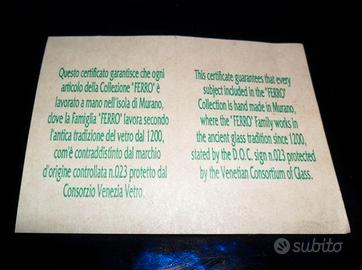 Questo certificato garantisce che ogni
articolo della Collezione "FERRO" è
lavorato a mano nell'isola di Murano,
dove la Famiglia "FERRO" lavora secondo
l'antica tradizione del vetro dal 1200,
com'è contraddistinto dal marchio
d'origine controllata n.023 protetto dal
Consorzio Venezia Vetro.
This certificate guarantees that every
subject included in the "FERRO"
Collection is hand made in Murano,
where the "FERRO" Family works in
the ancient glass tradition since 1200,
stated by the D.O.C. sign n.023 protected
by the Venetian Consortium of Glass.
subito